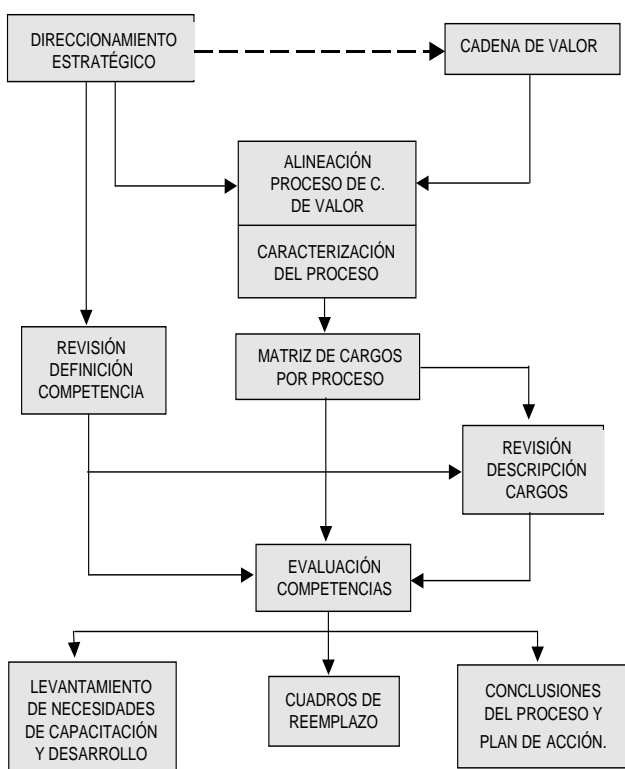 DIRECCIONAMIENTO
ESTRATÉGICO
CADENA DE VALOR
ALINEACIÓN
PROCESO DE C.
DE VALOR
CARACTERIZACIÓN
DEL PROCESO
REVISIÓN
DEFINICIÓN
COMPETENCIA
MATRIZ DE CARGOS
POR PROCESO
REVISIÓN
DESCRIPCIÓN
CARGOS
EVALUACIÓN
COMPETENCIAS
LEVANTAMIENTO
DE NECESIDADES
DE CAPACITACIÓN
Y DESARROLLO
CUADROS DE
REEMPLAZO
CONCLUSIONES
DEL PROCESO Y
PLAN DE ACCIÓN.